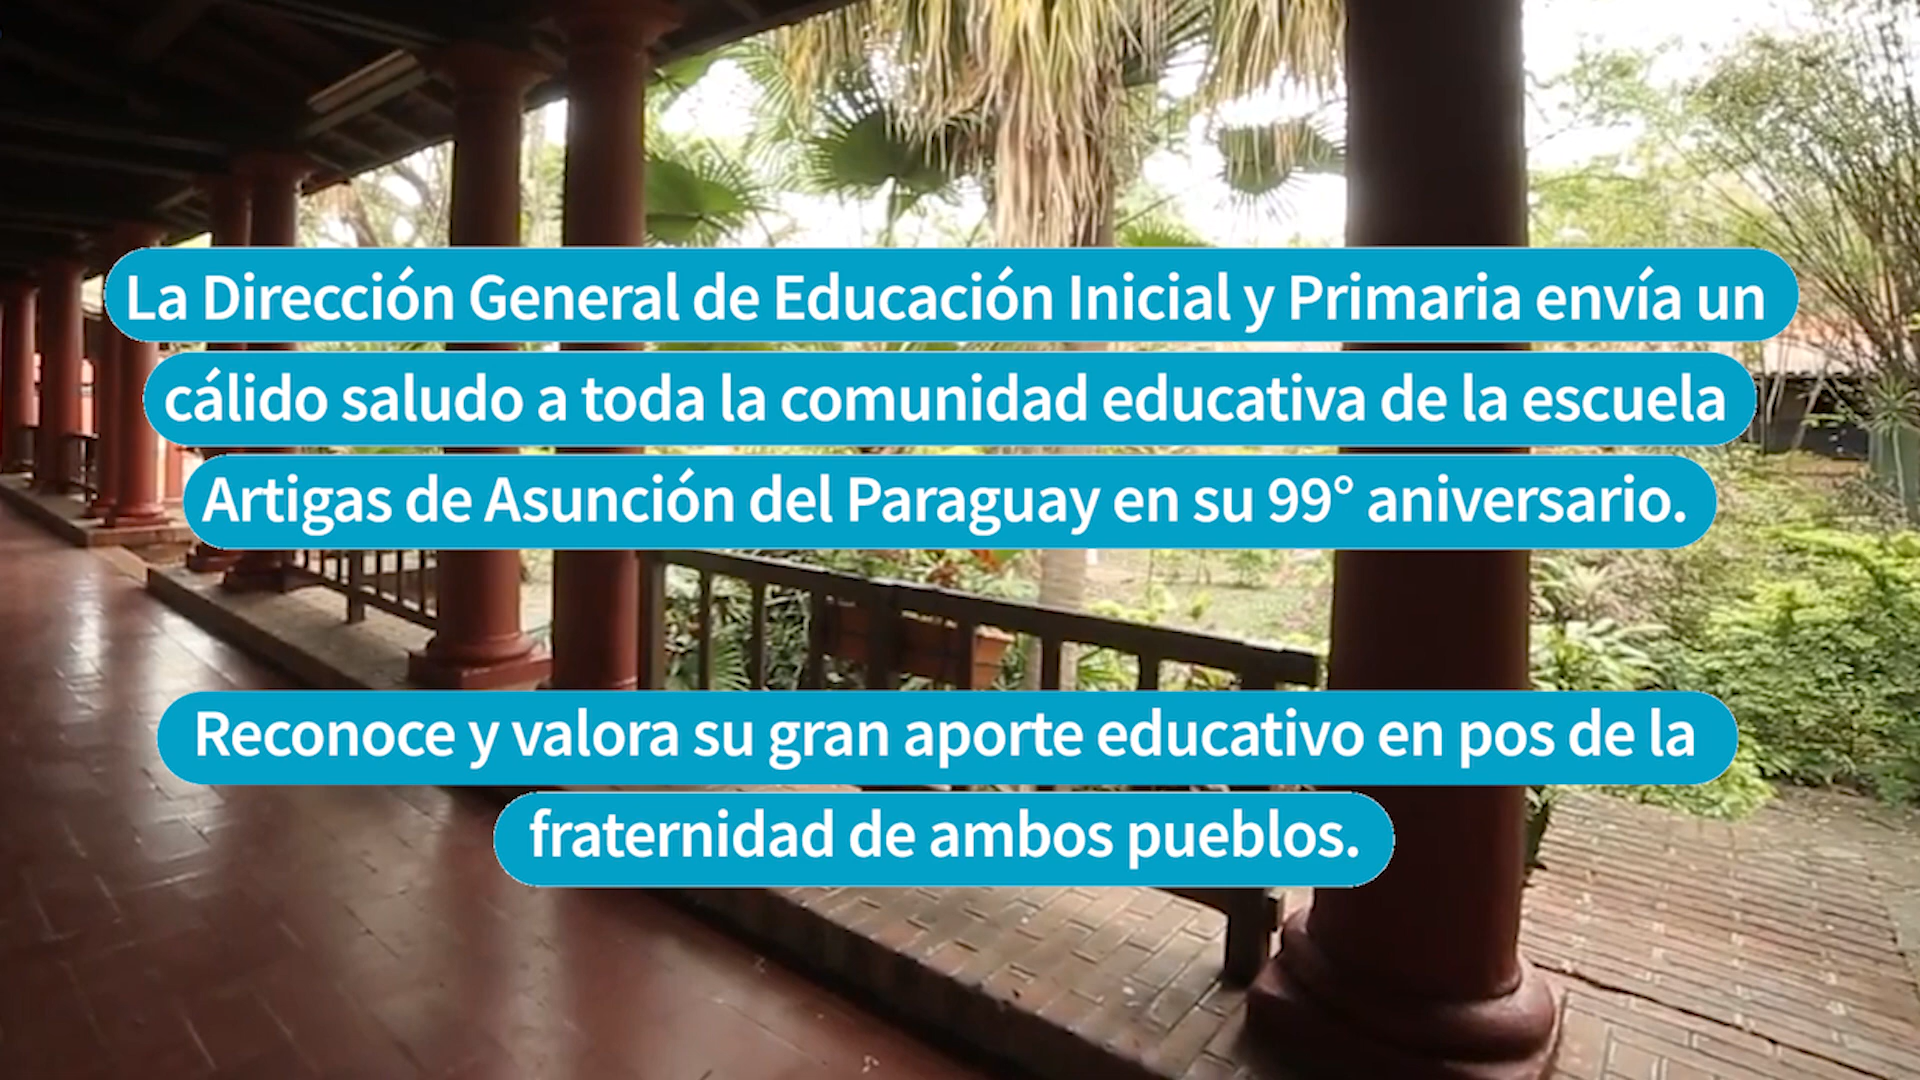 La Dirección General de Educación Inicial y Primaria envía un
cálido saludo a toda la comunidad educativa de la escuela
Artigas de Asunción del Paraguay en su 99° aniversario.
Reconoce y valora su gran aporte educativo en pos de la
fraternidad de ambos pueblos.